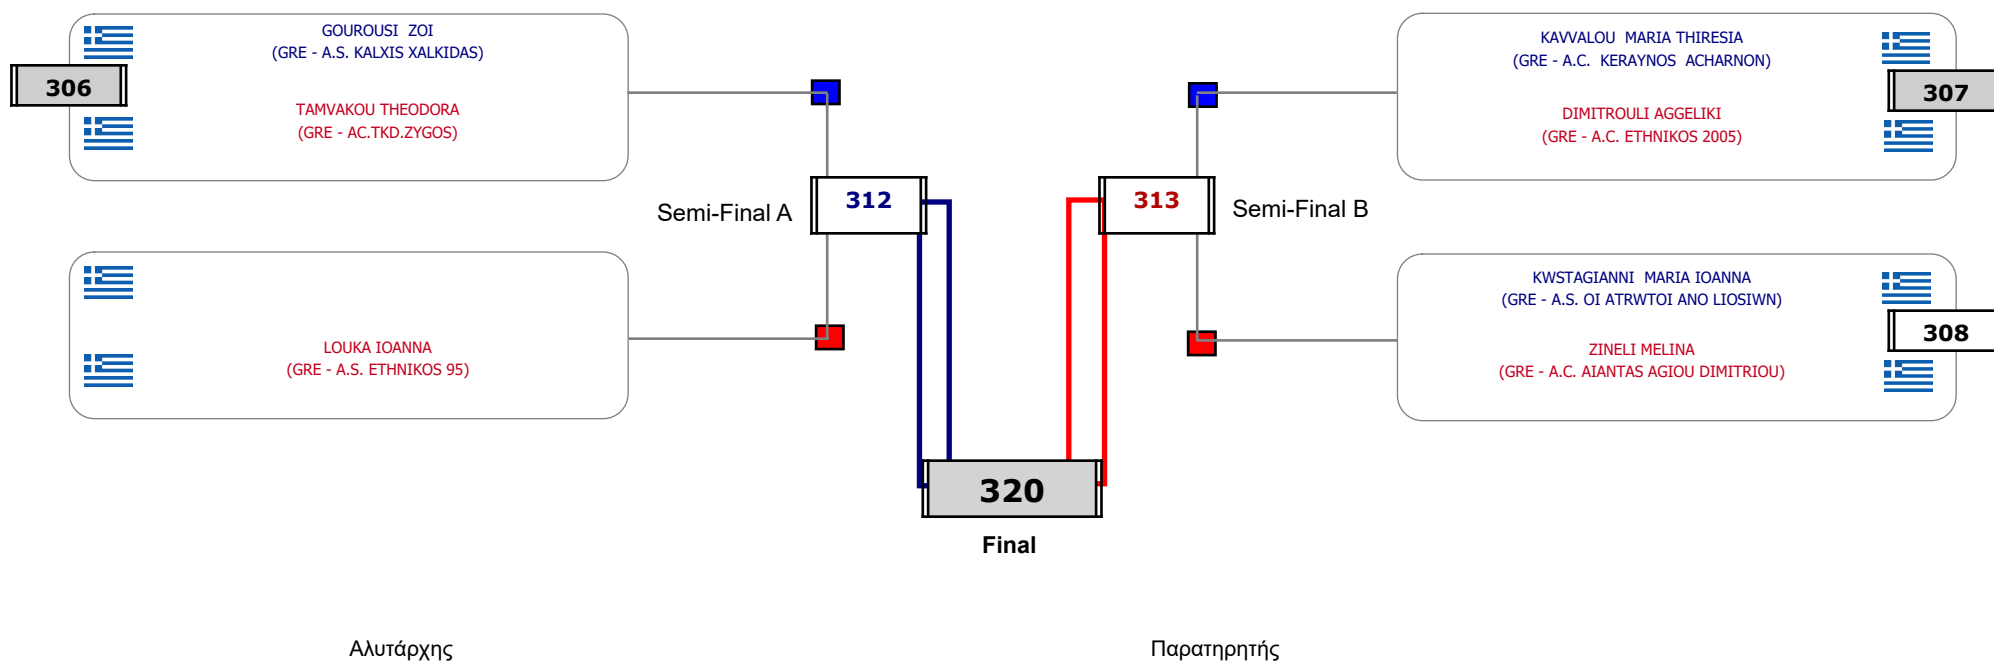 GOUROUSI ZOI
(GRE - A.S. KALXIS XALKIDAS)
306
TAMVAKOU THEODORA
(GRE - AC.TKD.ZYGOS)
KAVVALOU MARIA THIRESIA
(GRE - A.C. KERAYNOS ACHARNON)
307
DIMITROULI AGGELIKI
(GRE - A.C. ETHNIKOS 2005)
312
Semi-Final A
313
Semi-Final B
LOUKA IOANNA
(GRE - A.S. ETHNIKOS 95)
KWSTAGIANNI MARIA IOANNA
(GRE - A.S. OI ATRWTOI ANO LIOSIWN)
308
ZINELI MELINA
(GRE - A.C. AIANTAS AGIOU DIMITRIOU)
320
Final
Αλυτάρχης
Παρατηρητής